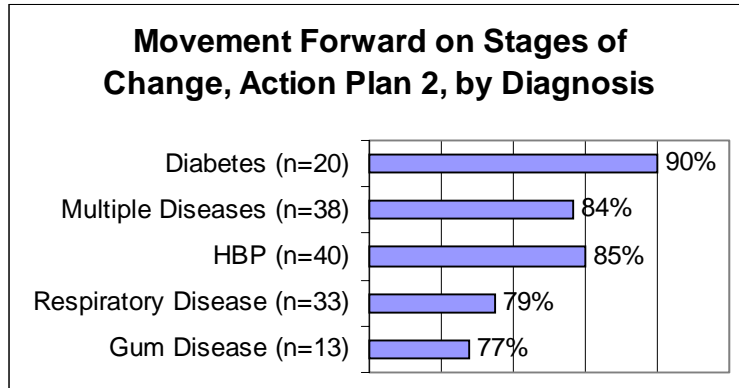 Movement Forward on Stages of
Change, Action Plan 2, by Diagnosis
Diabetes (n=20) 90%
Multiple Diseases (n=38) 84%
HBP (n=40) 85%
Respiratory Disease (n=33) 79%
Gum Disease (n=13) 77%